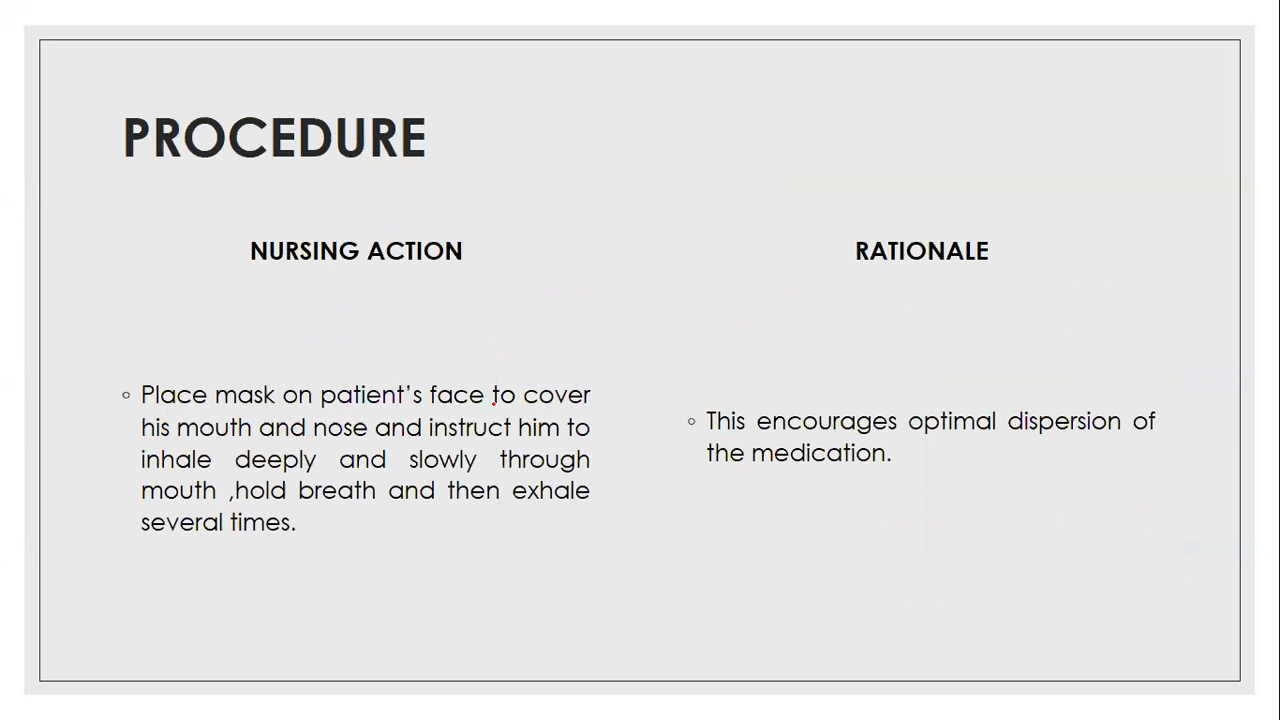 PROCEDURE
NURSING ACTION
RATIONALE
◦ Place mask on patient’s face to cover
his mouth and nose and instruct him to
inhale deeply and slowly through
mouth ,hold breath and then exhale
several times.
◦ This encourages optimal dispersion of
the medication.